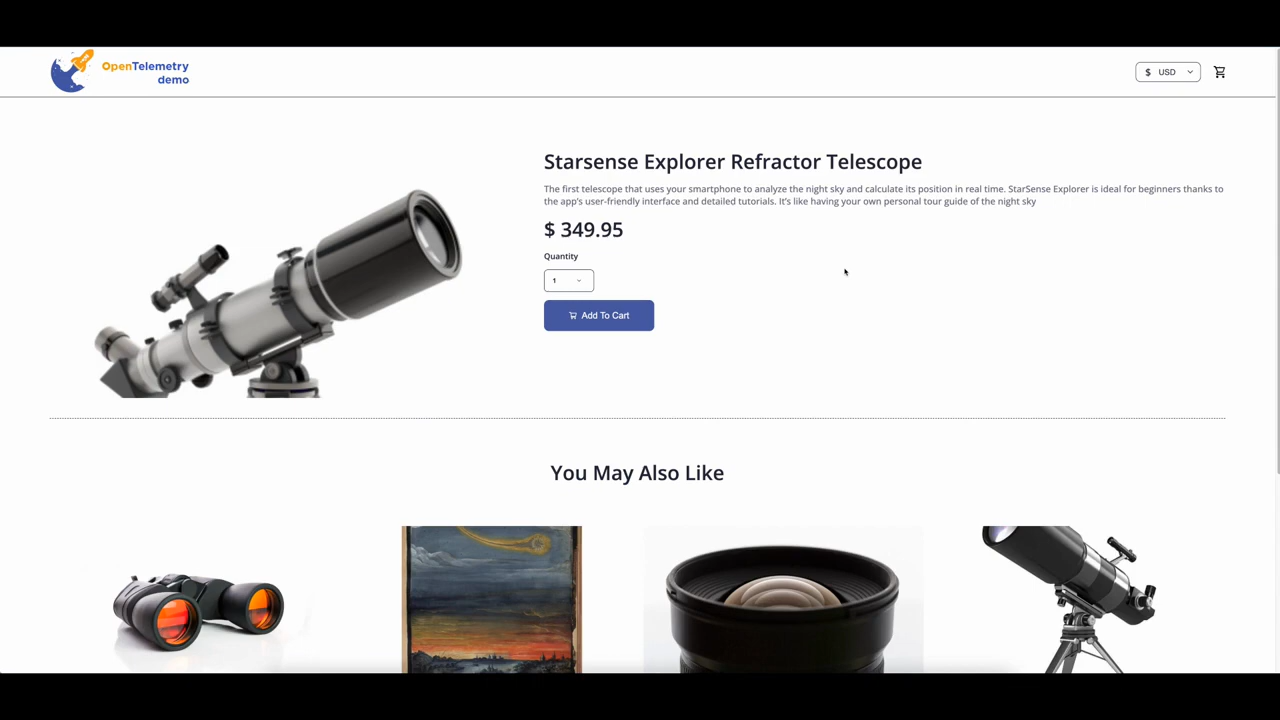 OpenTelemetry
demo
$ USD
Starsense Explorer Refractor Telescope
The first telescope that uses your smartphone to analyze the night sky and calculate its position in real time. StarSense Explorer is ideal for beginners thanks to
the app's user-friendly interface and detailed tutorials. It's like having your own personal tour guide of the night sky
$ 349.95
Quantity
1
Add To Cart
You May Also Like